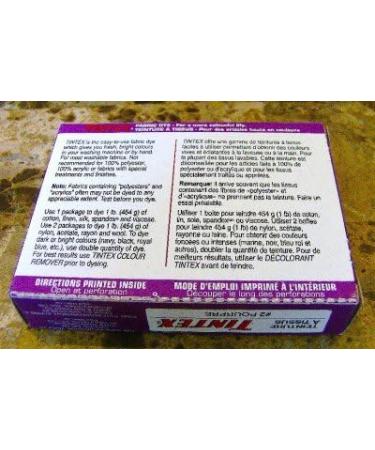 FABRIC DYE - For a more colourful life.
TEINTURE À TISSUS - Pour des articles hauts en couleurs
TINTEX is the easy-to-use fabric dye
which gives you fresh, bright colours
in your washing machine or by hand.
For most washable fabrics. Not
recommended for 100% polyester,
100% acrylic or fabrics with special
treatments and finishes.
Note: Fabrics containing "polyesters" and
"acrylics" often may not be dyed to any
appreciable extent. Test before you dye.
Use 1 package to dye 1 lb. (454 g) of
cotton, linen, silk, spandex and viscose.
Use 2 packages to dye 1 lb. (454 g) of
nylon, acetate, rayon and wool. To dye
dark or bright colours (navy, black, royal
blue, etc.), use double quantity of dye.
For best results use TINTEX COLOUR
REMOVER prior to dyeing.
TINTEX offre une gamme de teintures à tissus
faciles à utiliser permettant d'obtenir des couleurs
vives et éclatantes à la laveuse ou à la main. Pour
la plupart des tissus lavables. Cette teinture est
déconseillée pour les articles faits à 100% de
polyester ou d'acrylique et pour les tissus
spécialement traités ou apprêtés.
Remarque: Il arrive souvent que les tissus
contenant des fibres de «polyester» et
d'«acrylique» ne prennent pas la teinture. Faire un
essai préalable.
Utiliser 1 boîte pour teindre 454 g (1 lb) de coton,
lin, soie, spandex ou viscose. Utiliser 2 boîtes
pour teindre 454 g (1 lb) de nylon, acétate,
rayonne ou laine. Pour obtenir des couleurs
foncées ou intenses (marine, noir, bleu roi et
autres), doubler la quantité de teinture. Pour de
meilleurs résultats, utiliser le DÉCOLORANT
TINTEX avant de teindre.
DIRECTIONS PRINTED INSIDE
Open at perforation
MODE D'EMPLOI IMPRIMÉ À L'INTÉRIEUR
Découper le long des perforations
TEINTURE
À TISSUS
TINTEX
#2 POURPRE